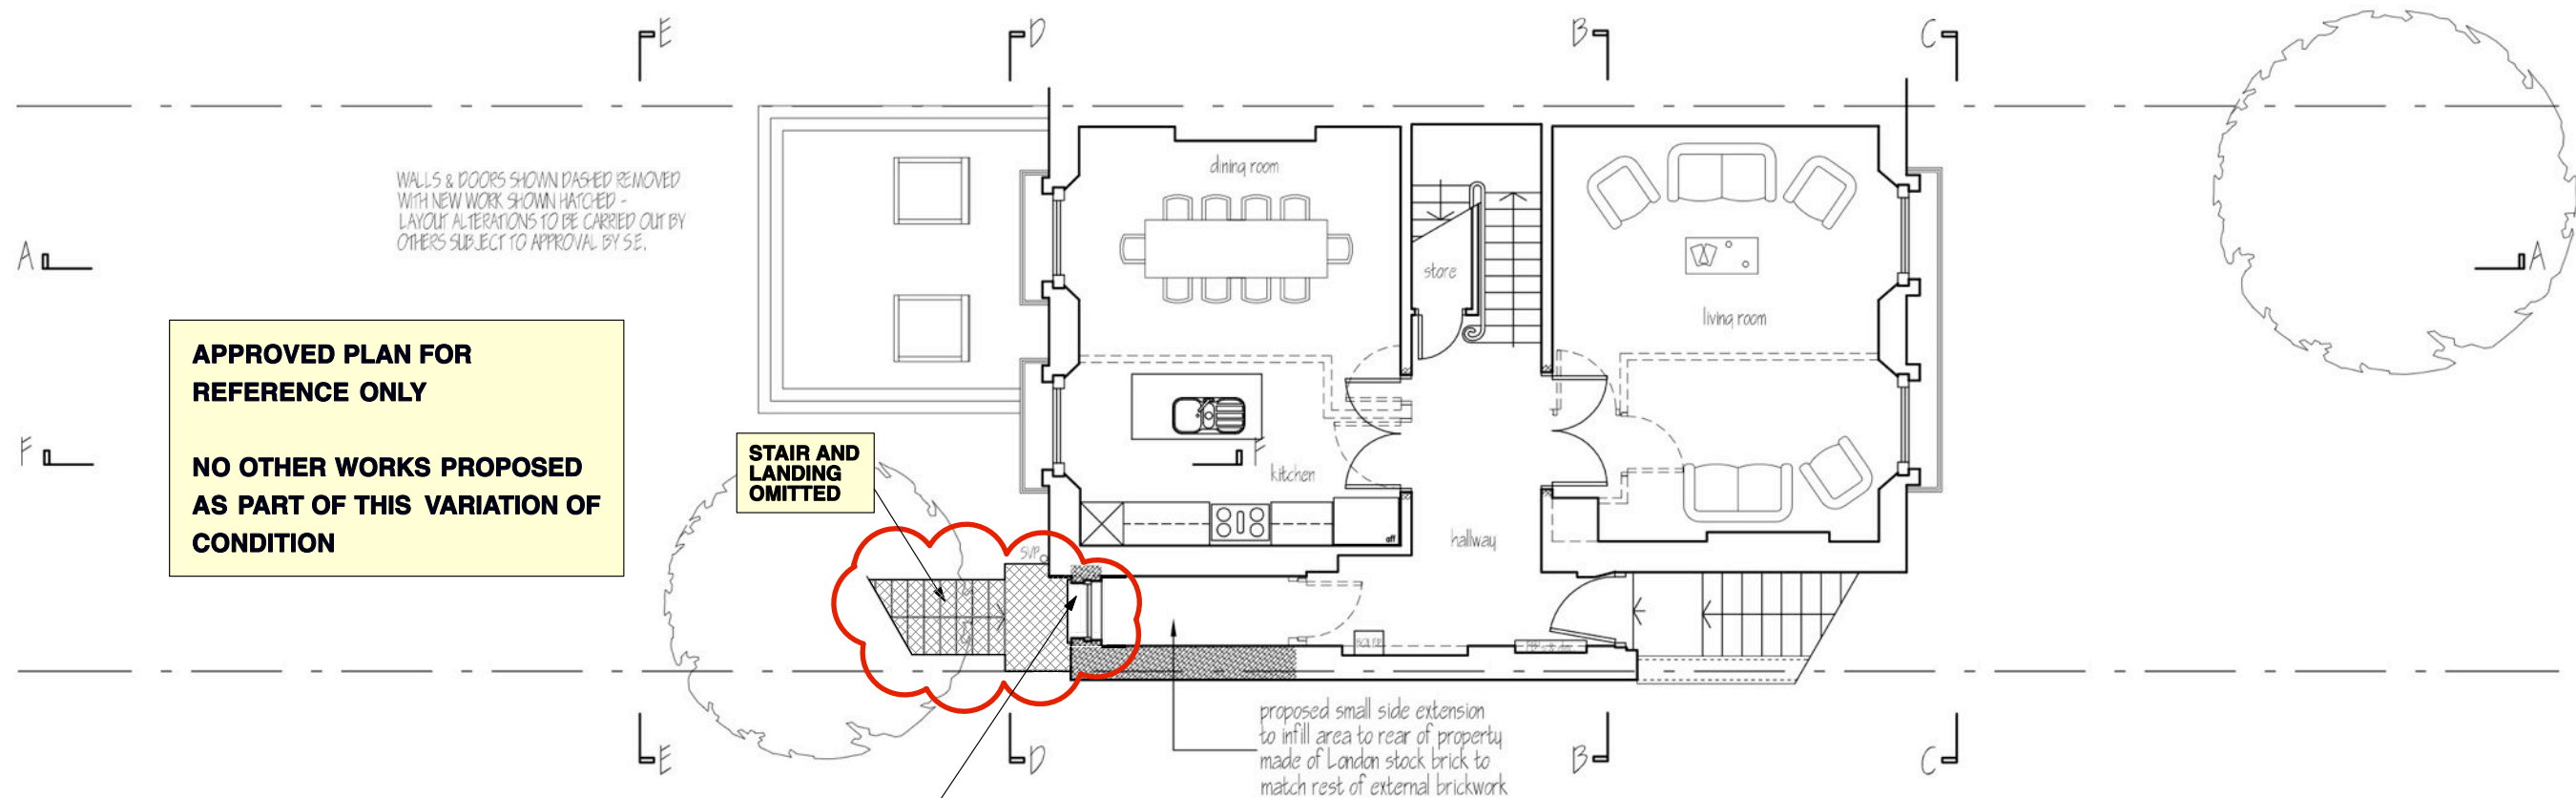 E
D
B
C
WALLS & DOORS SHOWN DASHED REMOVED
WITH NEW WORK SHOWN HATCHED -
LAYOUT ALTERATIONS TO BE CARRIED OUT BY
OTHERS SUBJECT TO APPROVAL BY S.E.
dining room
A
store
A
living room
APPROVED PLAN FOR
REFERENCE ONLY
NO OTHER WORKS PROPOSED
AS PART OF THIS VARIATION OF
CONDITION
F
STAIR AND
LANDING
OMITTED
F
kitchen
hallway
SVP
proposed small side extension
to infill area to rear of property
made of London stock brick to
match rest of external brickwork
E
D
B
C